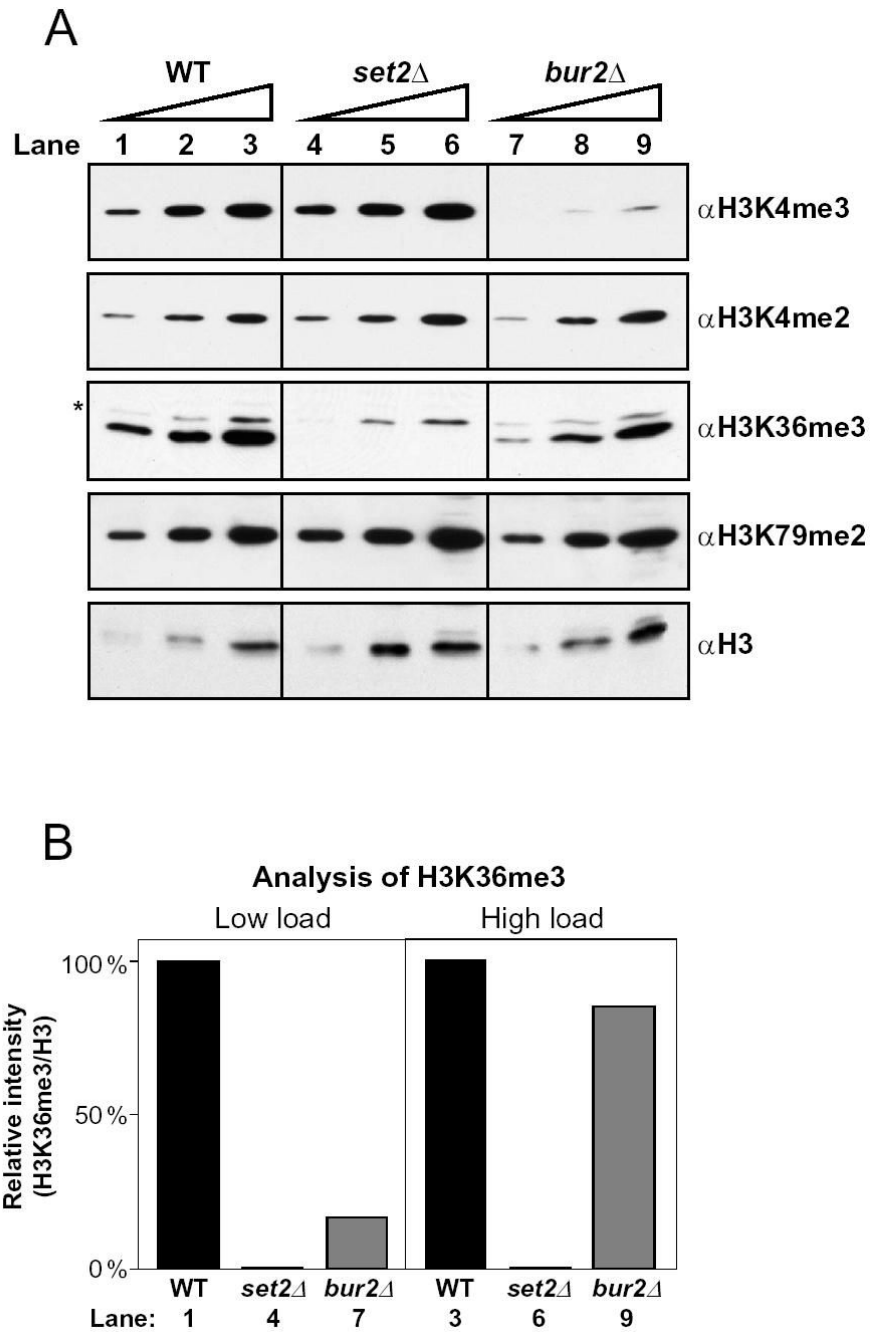 A
WT set2Δ bur2Δ
Lane 1 2 3 4 5 6 7 8 9
αH3K4me3
αH3K4me2
* αH3K36me3
αH3K79me2
αH3
B
Analysis of H3K36me3
Low load High load
Relative intensity
(H3K36me3/H3)
100%
50%
0%
WT set2Δ bur2Δ WT set2Δ bur2Δ
Lane: 1 4 7 3 6 9